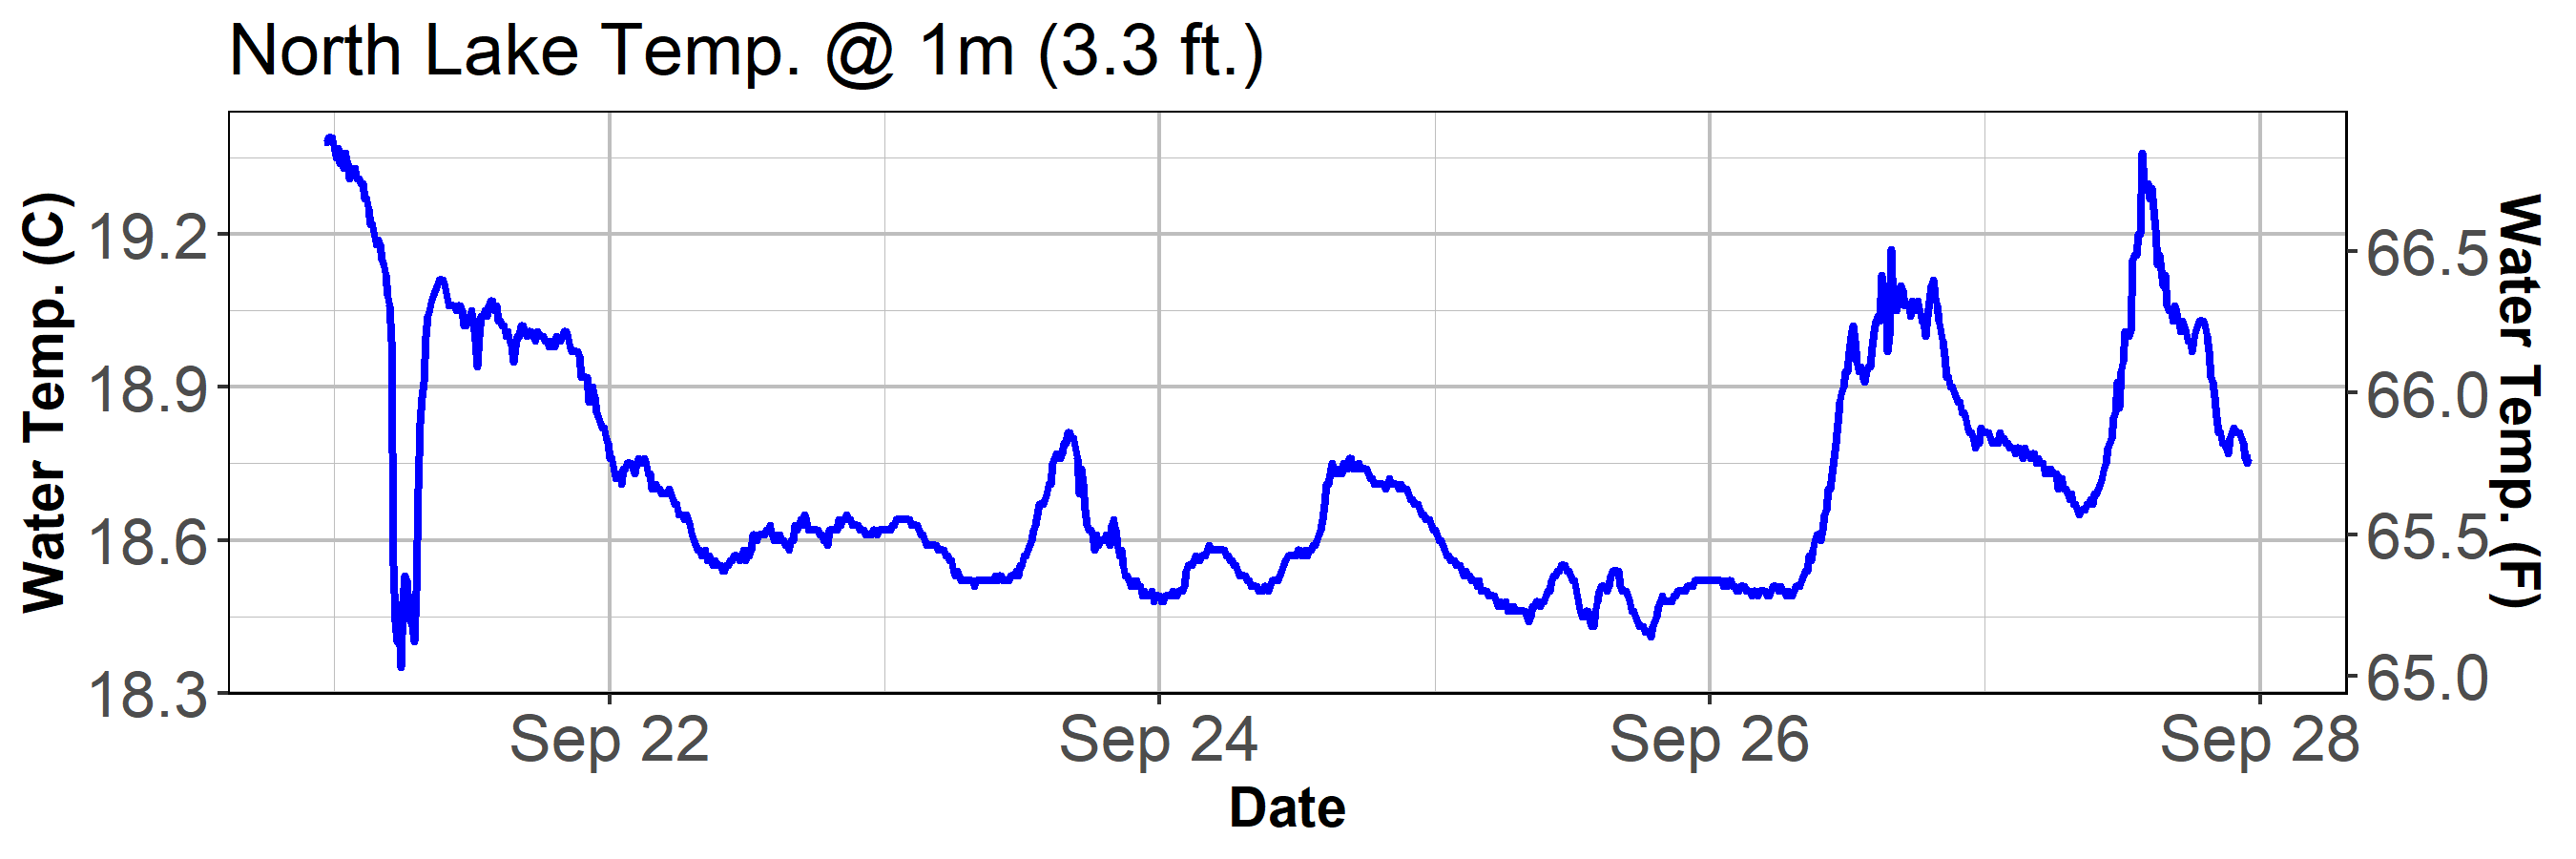 North Lake Temp. @ 1m (3.3 ft.)
Water Temp. (C)
19.2
18.9
18.6
18.3
66.5
66.0
65.5
65.0
Water Temp. (F)
Sep 22
Sep 24
Sep 26
Sep 28
Date